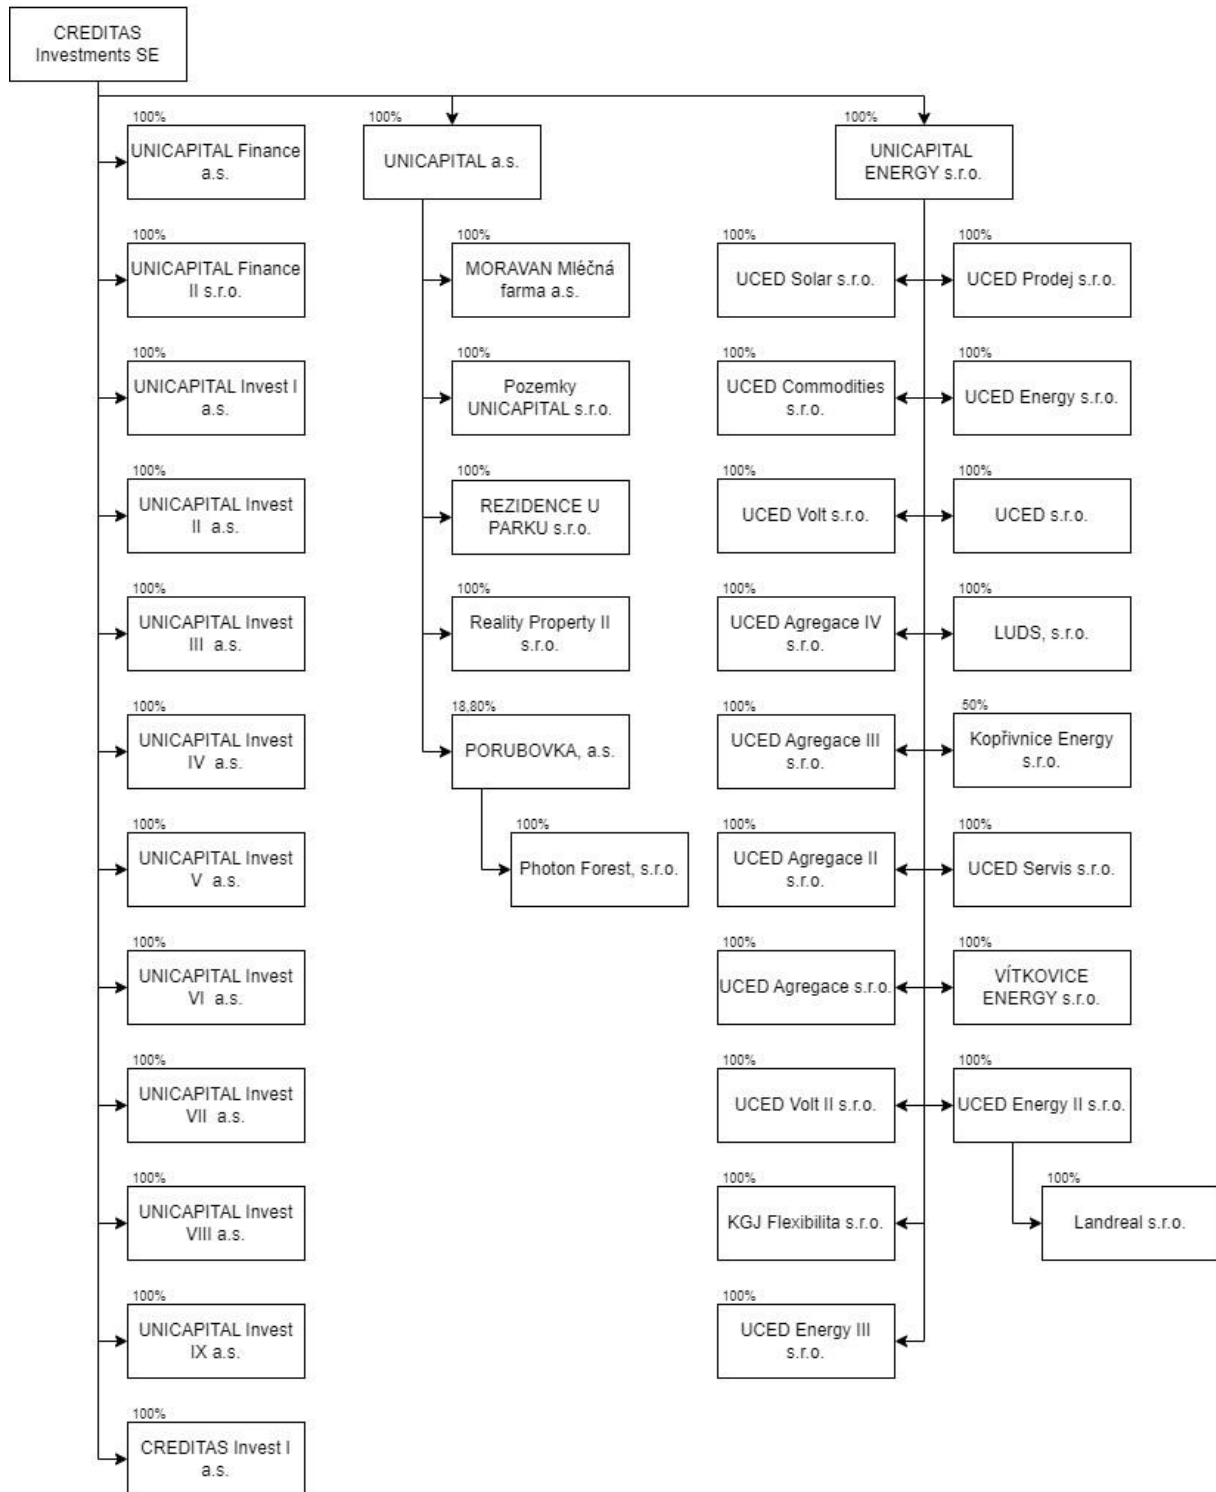 CREDITAS
Investments SE
100%
UNICAPITAL Finance
a.s.
100%
UNICAPITAL Finance
II s.r.o.
100%
UNICAPITAL Invest I
a.s.
100%
UNICAPITAL Invest
II a.s.
100%
UNICAPITAL Invest
III a.s.
100%
UNICAPITAL Invest
IV a.s.
100%
UNICAPITAL Invest
V a.s.
100%
UNICAPITAL Invest
VI a.s.
100%
UNICAPITAL Invest
VII a.s.
100%
UNICAPITAL Invest
VIII a.s.
100%
UNICAPITAL Invest
IX a.s.
100%
CREDITAS Invest I
a.s.
100%
UNICAPITAL a.s.
100%
MORAVAN Mléčná
farma a.s.
100%
Pozemky
UNICAPITAL s.r.o.
100%
REZIDENCE U
PARKU s.r.o.
100%
Reality Property II
s.r.o.
18,80%
PORUBOVKA, a.s.
100%
Photon Forest, s.r.o.
100%
UNICAPITAL
ENERGY s.r.o.
100%
UCED Solar s.r.o.
100%
UCED Commodities
s.r.o.
100%
UCED Volt s.r.o.
100%
UCED Agregace IV
s.r.o.
100%
UCED Agregace III
s.r.o.
100%
UCED Agregace II
s.r.o.
100%
UCED Agregace s.r.o.
100%
UCED Volt II s.r.o.
100%
KGJ Flexibilita s.r.o.
100%
UCED Energy III
s.r.o.
100%
UCED Prodej s.r.o.
100%
UCED Energy s.r.o.
100%
UCED s.r.o.
100%
LUDS, s.r.o.
50%
Kopřivnice Energy
s.r.o.
100%
UCED Servis s.r.o.
100%
VÍTKOVICE
ENERGY s.r.o.
100%
UCED Energy II s.r.o.
100%
Landreal s.r.o.